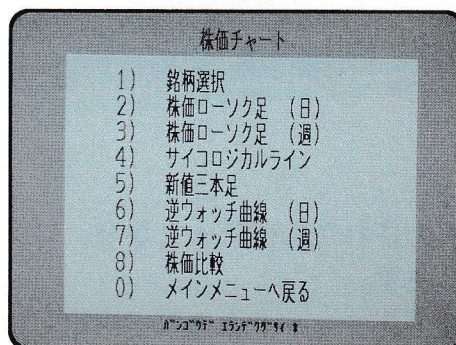 株価チャート
1) 銘柄選択
2) 株価ローソク足 (日)
3) 株価ローソク足 (週)
4) サイコロジカルライン
5) 新値三本足
6) 逆ウォッチ曲線 (日)
7) 逆ウォッチ曲線 (週)
8) 株価比較
0) メインメニューへ戻る
バンゴウデ エランデクダサイ